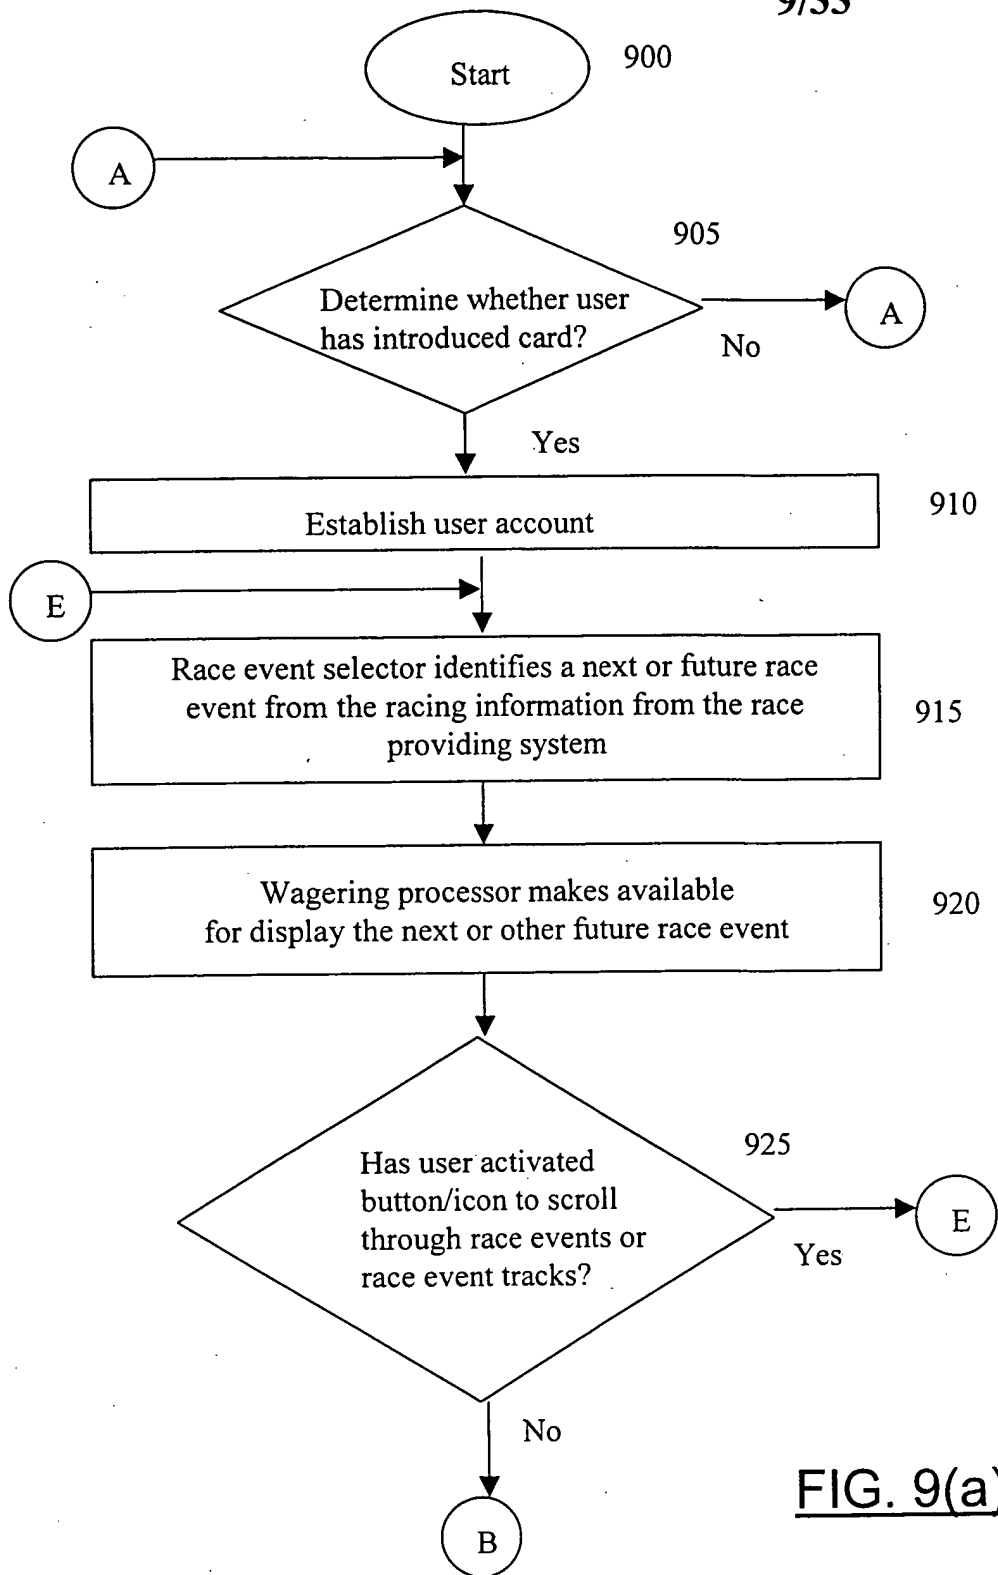 9/33
Start
900
A
905
Determine whether user
has introduced card?
A
No
Yes
910
Establish user account
E
Race event selector identifies a next or future race
event from the racing information from the race
providing system
915
Wagering processor makes available
for display the next or other future race event
920
925
Has user activated
button/icon to scroll
through race events or
race event tracks?
E
Yes
No
B
FIG. 9(a)